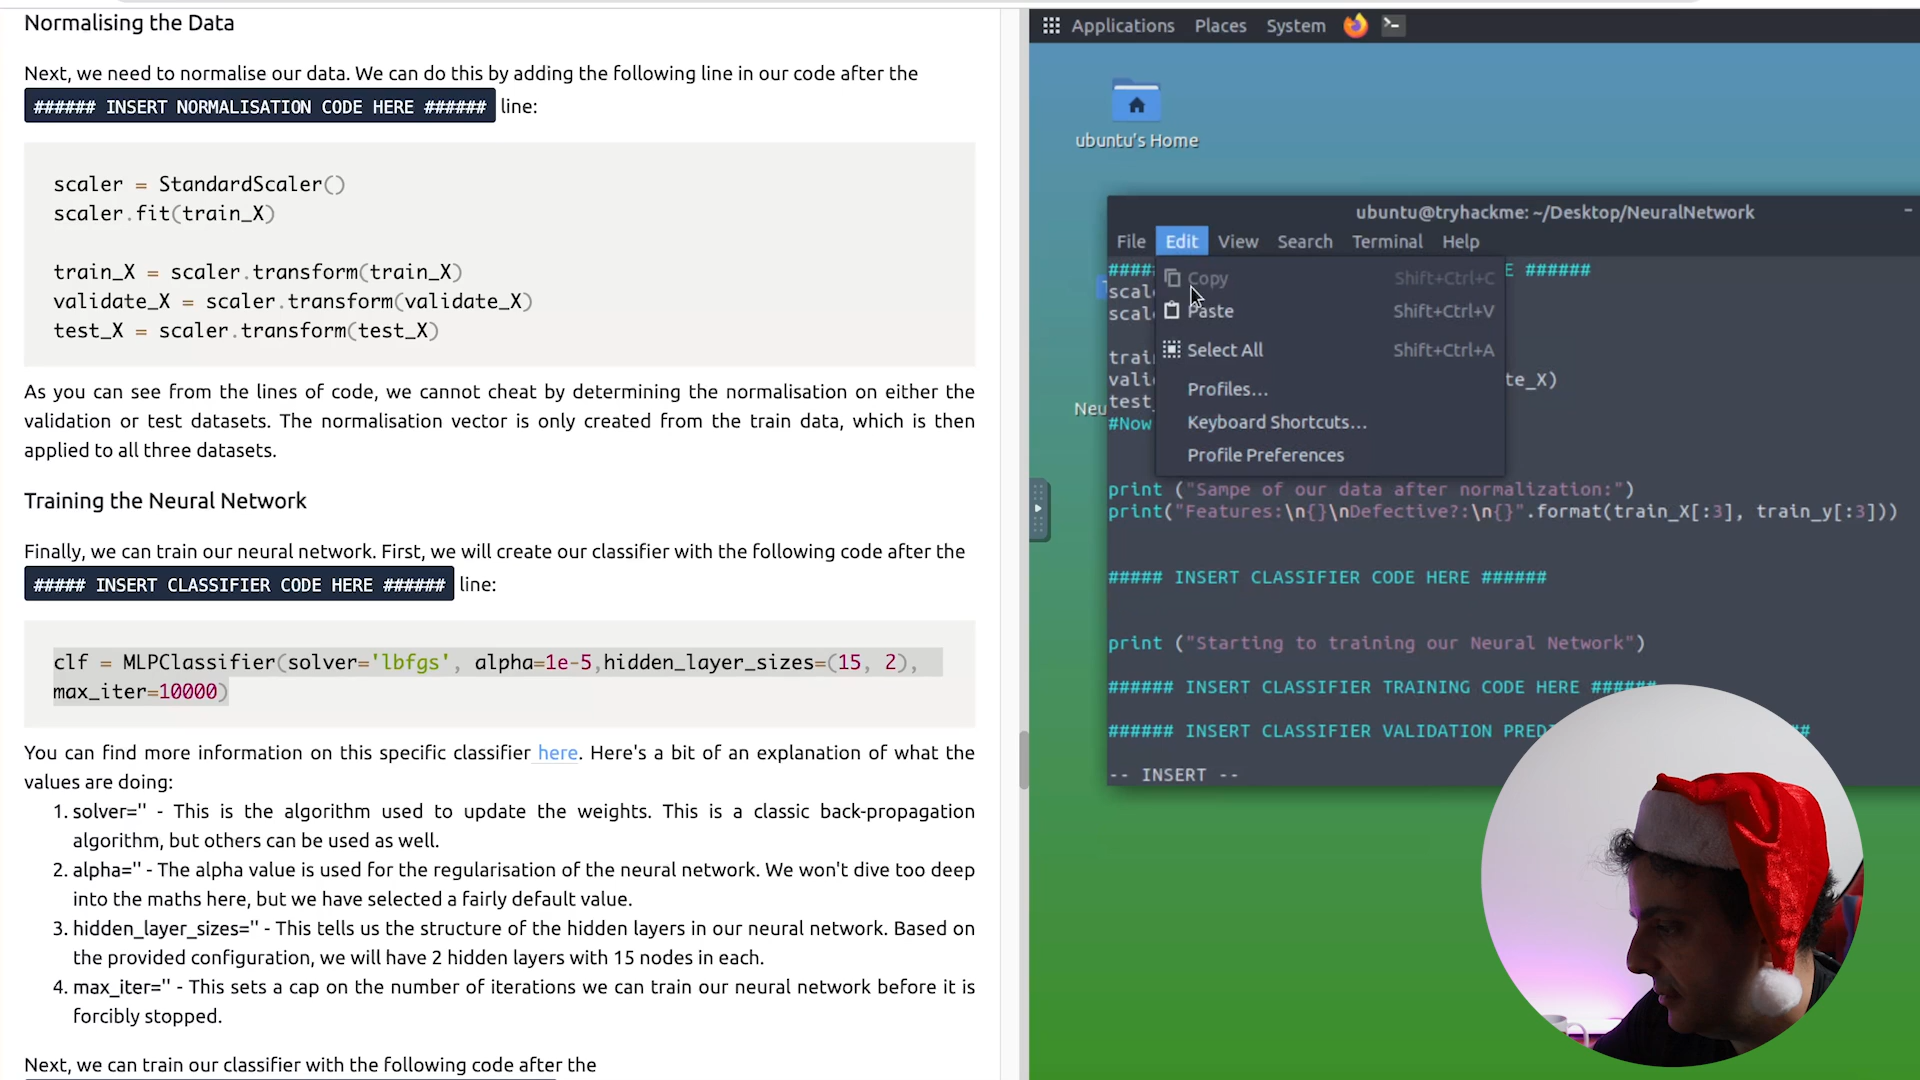 Normalising the Data
Next, we need to normalise our data. We can do this by adding the following line in our code after the
###### INSERT NORMALISATION CODE HERE ###### line:
scaler = StandardScaler()
scaler.fit(train_X)
train_X = scaler.transform(train_X)
validate_X = scaler.transform(validate_X)
test_X = scaler.transform(test_X)
As you can see from the lines of code, we cannot cheat by determining the normalisation on either the
validation or test datasets. The normalisation vector is only created from the train data, which is then
applied to all three datasets.
Training the Neural Network
Finally, we can train our neural network. First, we will create our classifier with the following code after the
##### INSERT CLASSIFIER CODE HERE ###### line:
clf = MLPClassifier(solver='lbfgs', alpha=1e-5,hidden_layer_sizes=(15, 2),
max_iter=10000)
You can find more information on this specific classifier here. Here's a bit of an explanation of what the
values are doing:
1. solver='' - This is the algorithm used to update the weights. This is a classic back-propagation
algorithm, but others can be used as well.
2. alpha='' - The alpha value is used for the regularisation of the neural network. We won't dive too deep
into the maths here, but we have selected a fairly default value.
3. hidden_layer_sizes='' - This tells us the structure of the hidden layers in our neural network. Based on
the provided configuration, we will have 2 hidden layers with 15 nodes in each.
4. max_iter='' - This sets a cap on the number of iterations we can train our neural network before it is
forcibly stopped.
Next, we can train our classifier with the following code after the
Applications Places System
ubuntu's Home
Neu
ubuntu@tryhackme: ~/Desktop/NeuralNetwork
File Edit View Search Terminal Help
Copy Shift+Ctrl+C
Paste Shift+Ctrl+V
Select All Shift+Ctrl+A
Profiles...
Keyboard Shortcuts...
Profile Preferences
#### E ######
scal
scal
trai
vali te_X)
test_
#Now
print ("Sampe of our data after normalization:")
print("Features:\n{}\nDefective?:\n{}".format(train_X[:3], train_y[:3]))
##### INSERT CLASSIFIER CODE HERE ######
print ("Starting to training our Neural Network")
###### INSERT CLASSIFIER TRAINING CODE HERE ######
###### INSERT CLASSIFIER VALIDATION PRED ##
-- INSERT --